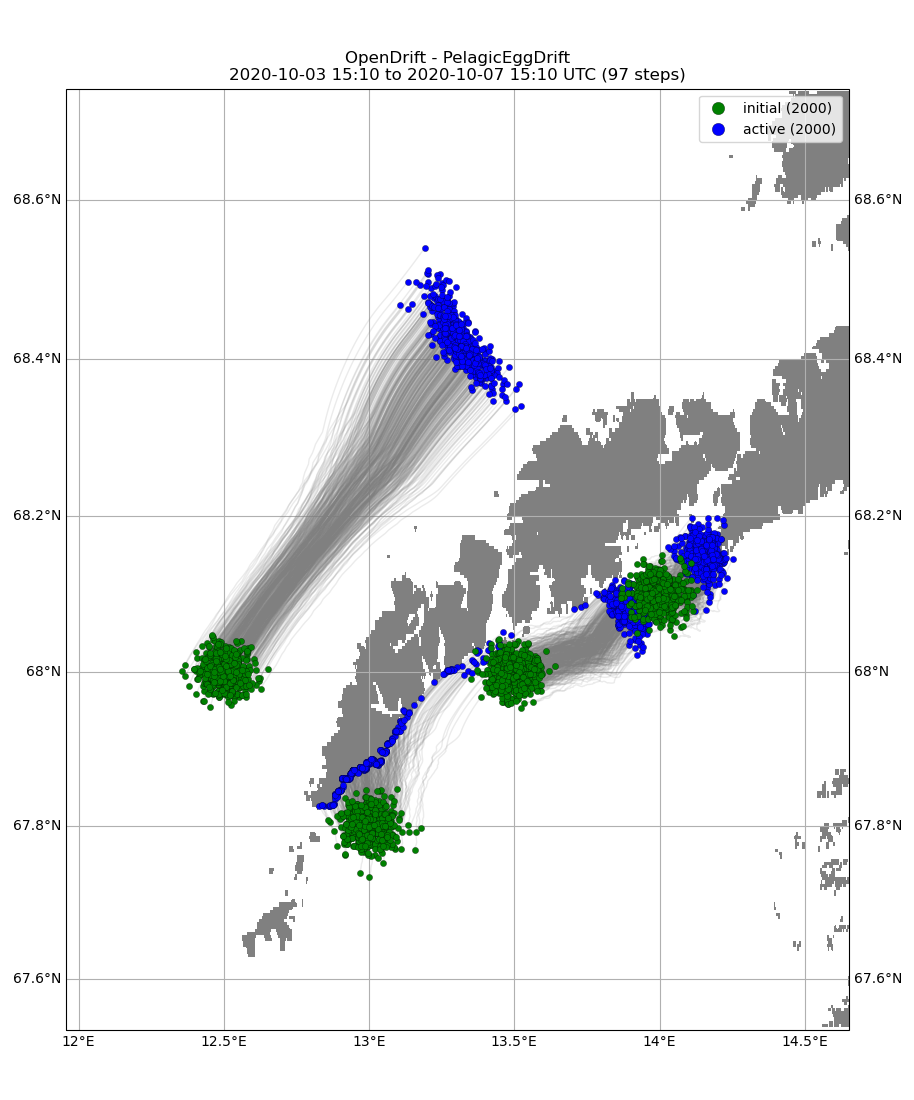 OpenDrift - PelagicEggDrift
2020-10-03 15:10 to 2020-10-07 15:10 UTC (97 steps)
initial (2000)
active (2000)
68.6°N 68.6°N
68.4°N 68.4°N
68.2°N 68.2°N
68°N 68°N
67.8°N 67.8°N
67.6°N 67.6°N
12°E 12.5°E 13°E 13.5°E 14°E 14.5°E